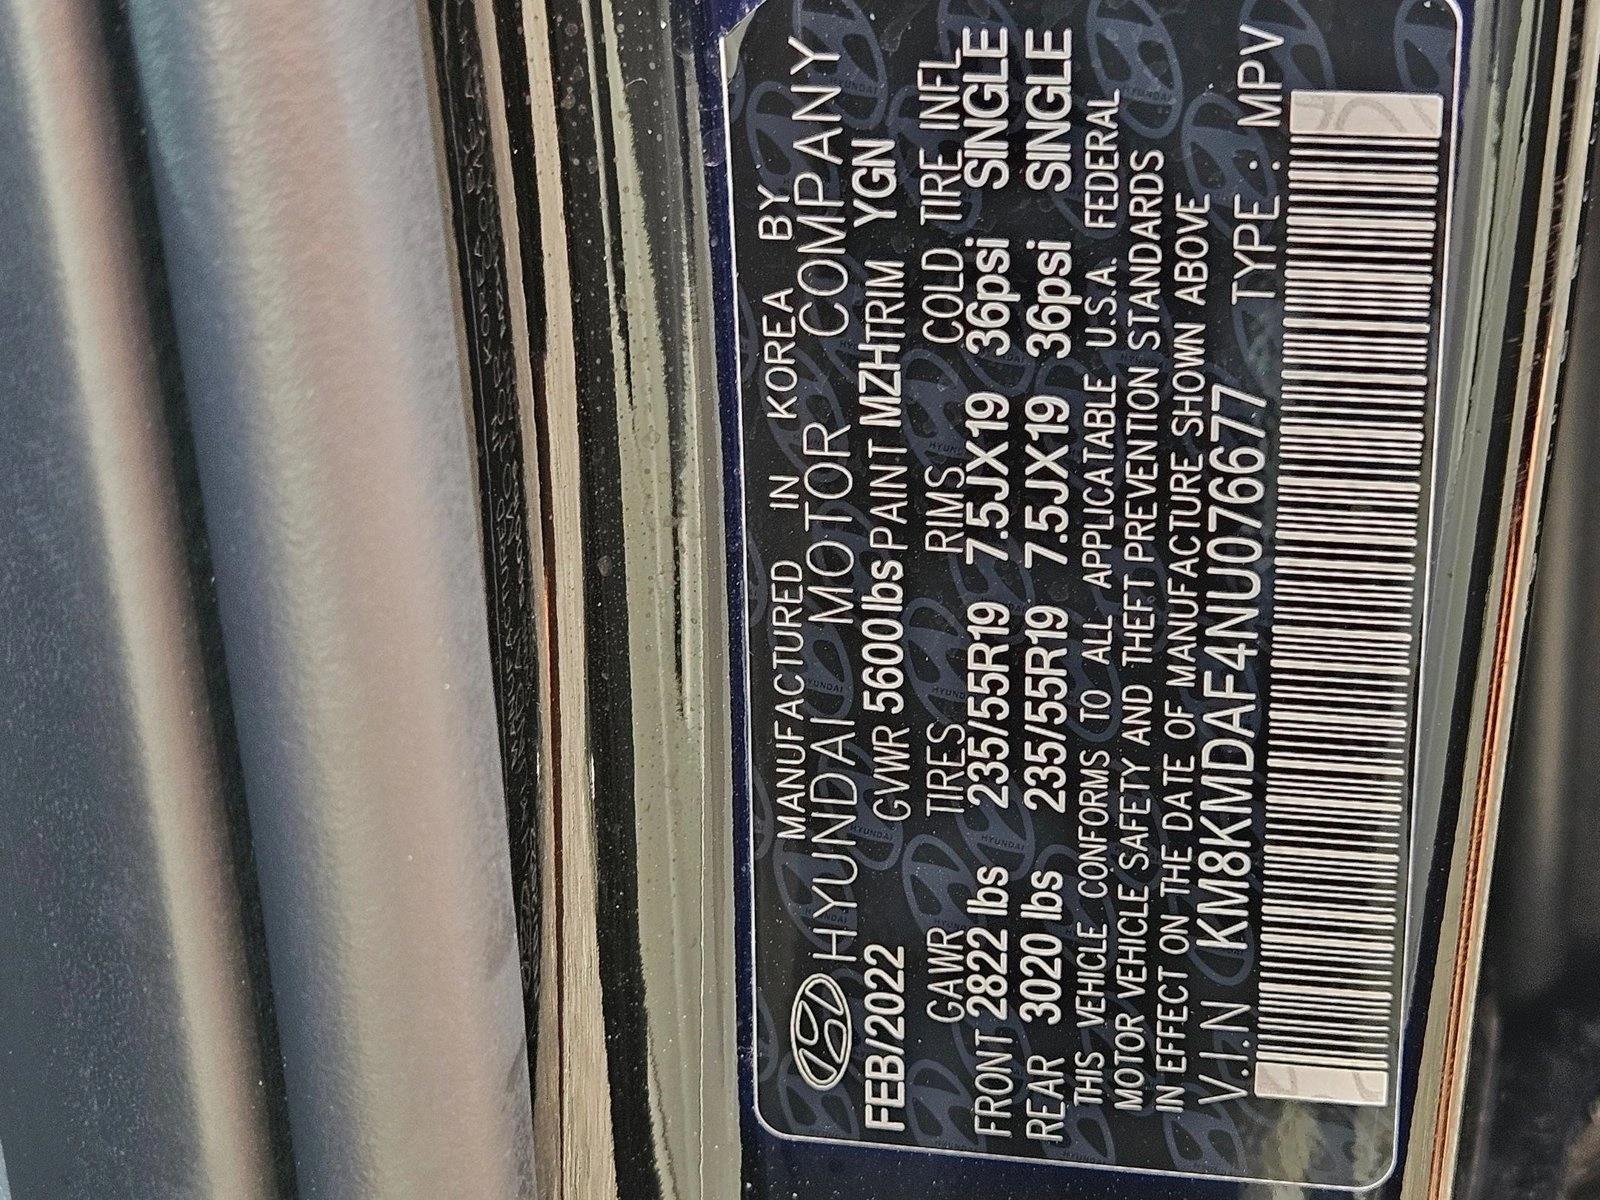 MANUFACTURED IN KOREA BY
HYUNDAI MOTOR COMPANY
FEB/2022 GVWR 5600lbs PAINT MZHTRIM YGN
GAWR TIRES RIMS COLD TIRE INFL
FRONT 2822 lbs 235/55R19 7.5JX19 36psi SINGLE
REAR 3020 lbs 235/55R19 7.5JX19 36psi SINGLE
THIS VEHICLE CONFORMS TO ALL APPLICATABLE U.S.A. FEDERAL
MOTOR VEHICLE SAFETY AND THEFT PREVENTION STANDARDS
IN EFFECT ON THE DATE OF MANUFACTURE SHOWN ABOVE
V.I.N KM8KMDAF4NU076677 TYPE. MPV